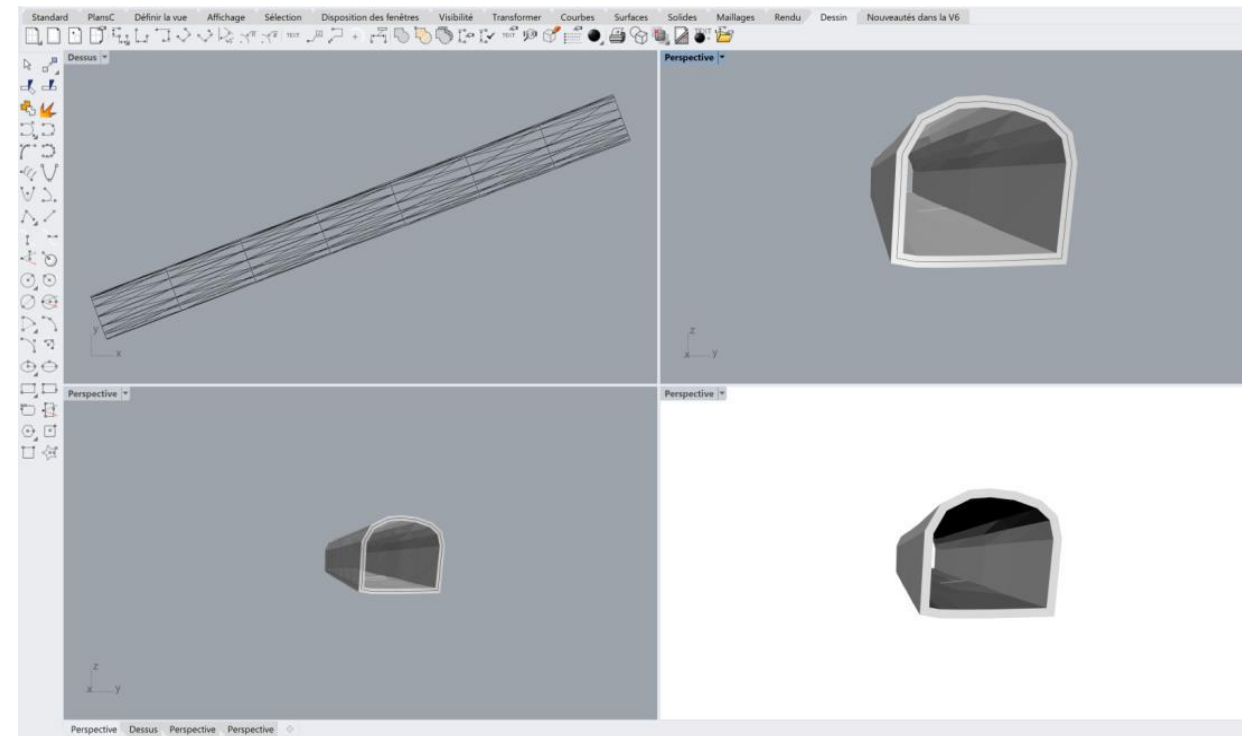 Standard PlansC Définir la vue Affichage Sélection Disposition des fenêtres Visibilité Transformer Courbes Surfaces Solides Maillages Rendu Dessin Nouveautés dans la V6
TEXT
Dessus
Perspective
y
x
z
x y
Perspective
Perspective
z
x y
Perspective Dessus Perspective Perspective